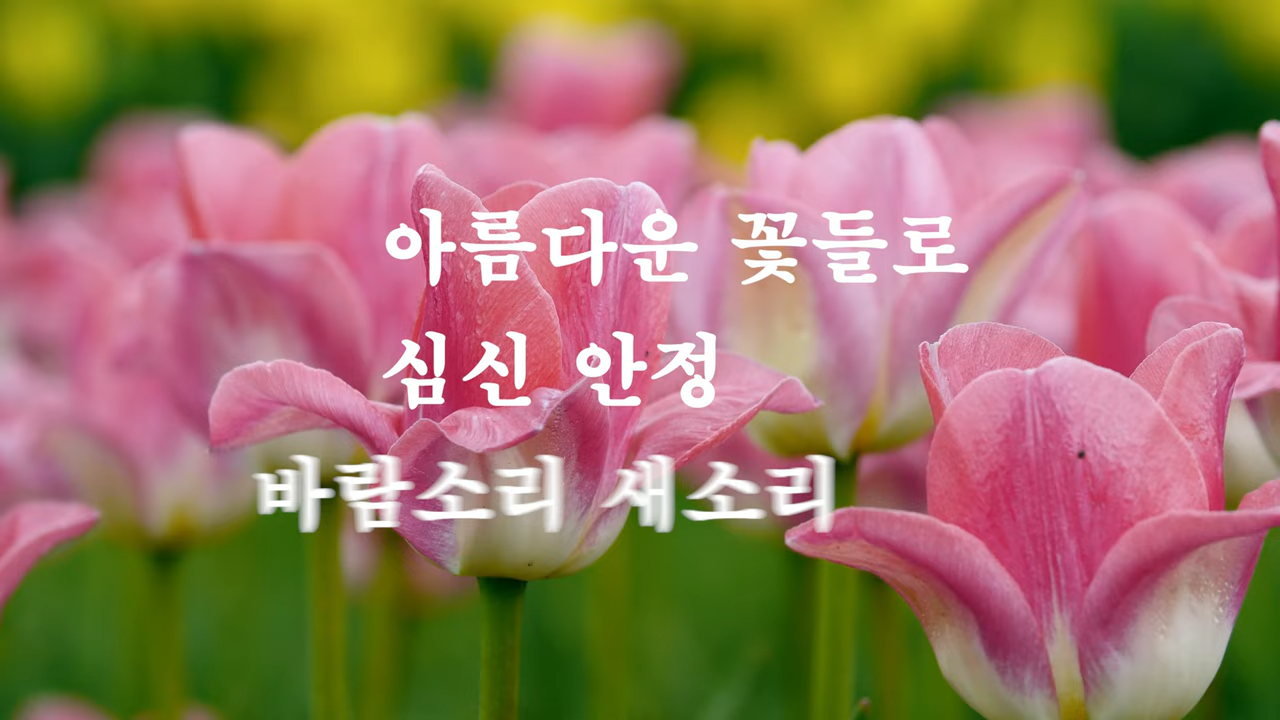 아름다운 꽃들로
심신 안정
바람소리 새소리